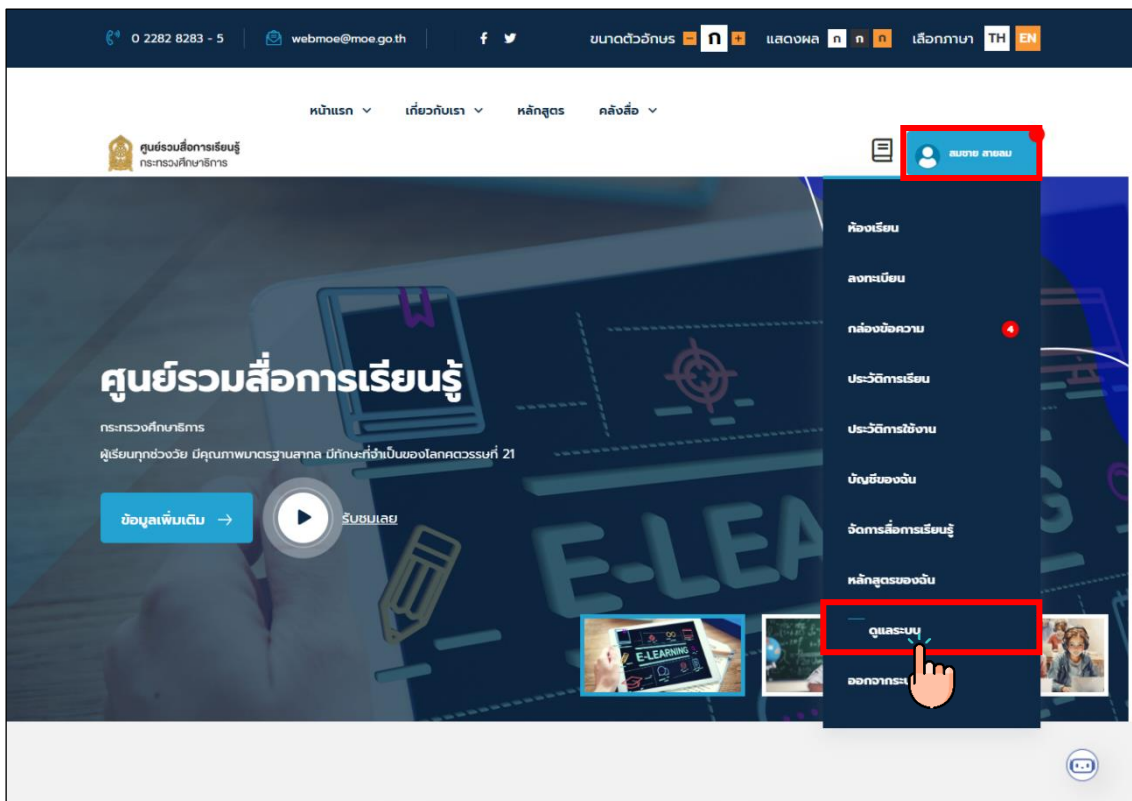 0 2282 8283 - 5 webmoe@moe.go.th ขนาดตัวอักษร - ก + แสดงผล ก ก ก เลือกภาษา TH EN
หน้าแรก เกี่ยวกับเรา หลักสูตร คลังสื่อ
ศูนย์รวมสื่อการเรียนรู้
กระทรวงศึกษาธิการ
สมชาย สายลม
ห้องเรียน
ลงทะเบียน
กล่องข้อความ 4
ประวัติการเรียน
ประวัติการใช้งาน
บัญชีของฉัน
จัดการสื่อการเรียนรู้
หลักสูตรของฉัน
ดูแลระบบ
ออกจากระบ
ศูนย์รวมสื่อการเรียนรู้
กระทรวงศึกษาธิการ
ผู้เรียนทุกช่วงวัย มีคุณภาพมาตรฐานสากล มีทักษะที่จำเป็นของโลกศตวรรษที่ 21
ข้อมูลเพิ่มเติม → รับชมเลย
E-LEA
E-LEARNING